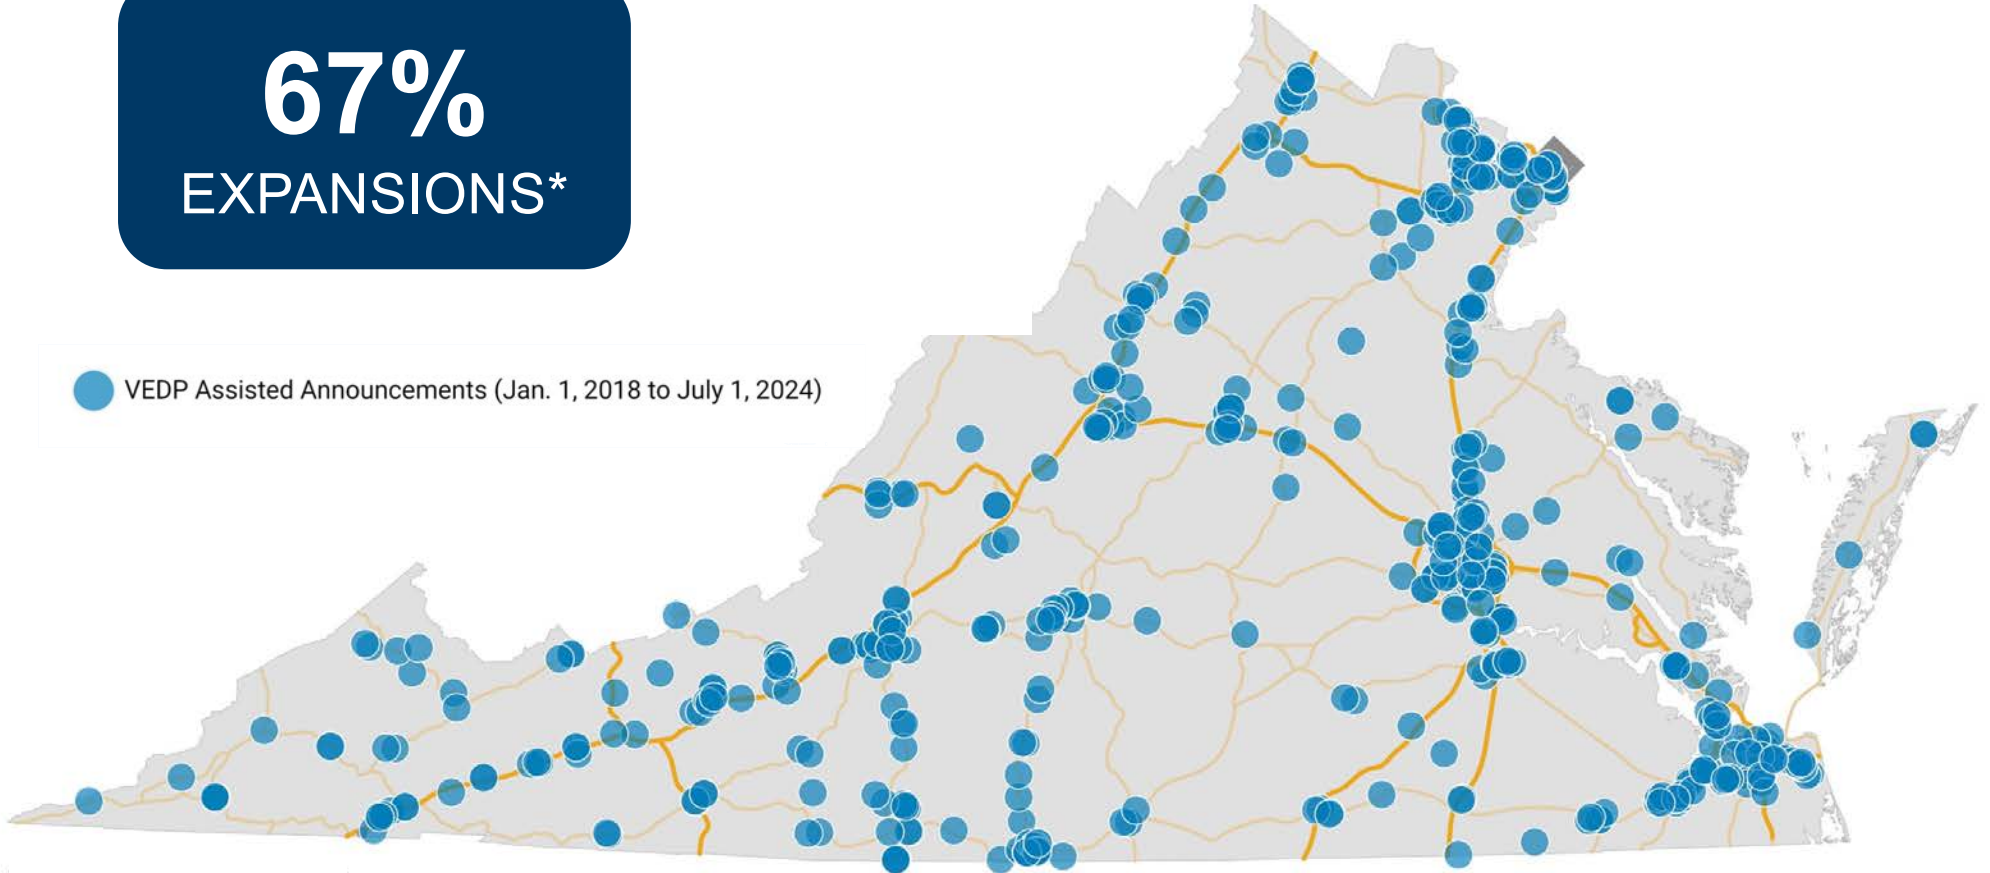 67%
EXPANSIONS*
VEDP Assisted Announcements (Jan. 1, 2018 to July 1, 2024)